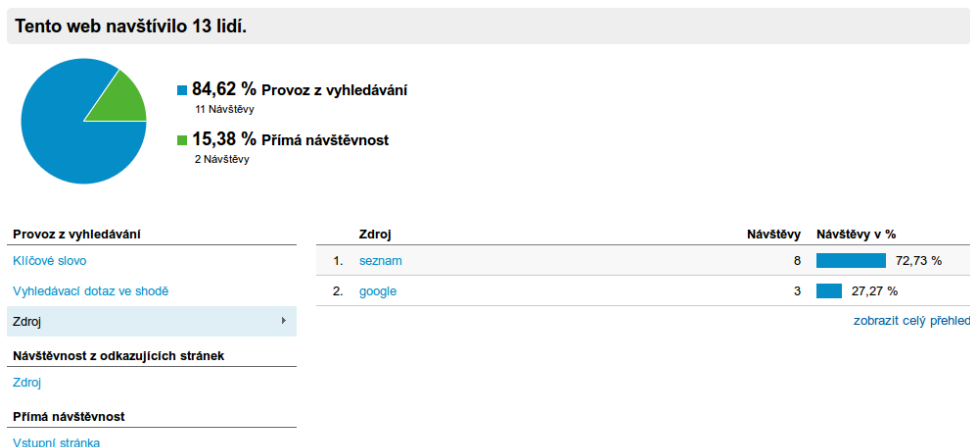 Tento web navštívilo 13 lidí.
84,62 % Provoz z vyhledávání
11 Návštěvy
15,38 % Přímá návštěvnost
2 Návštěvy
Provoz z vyhledávání
Klíčové slovo
Vyhledávací dotaz ve shodě
Zdroj
Návštěvnost z odkazujících stránek
Zdroj
Přímá návštěvnost
Vstupní stránka
Zdroj Návštěvy Návštěvy v %
1. seznam 8 72,73 %
2. google 3 27,27 %
zobrazit celý přehled